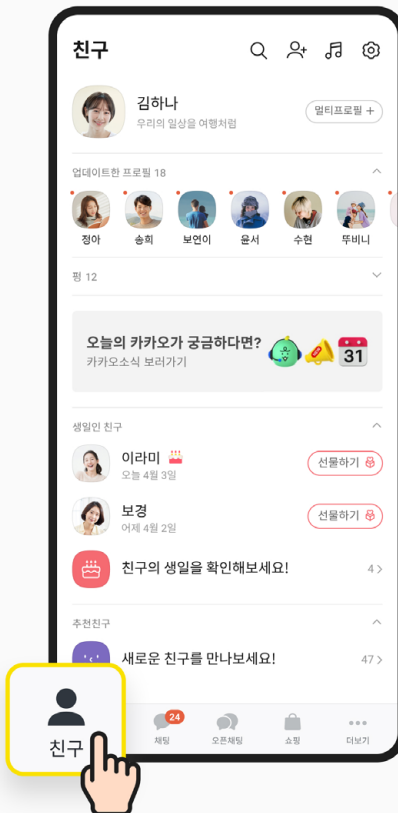 친구
김하나
우리의 일상을 여행처럼
멀티프로필 +
업데이트한 프로필 18
정아 송희 보연이 윤서 수현 뚜비니
펑 12
오늘의 카카오가 궁금하다면?
카카오소식 보러가기
31
생일인 친구
이라미
오늘 4월 3일
선물하기
보경
어제 4월 2일
선물하기
친구의 생일을 확인해보세요!
4
추천친구
새로운 친구를 만나보세요!
47
24
친구 채팅 오픈채팅 쇼핑 더보기